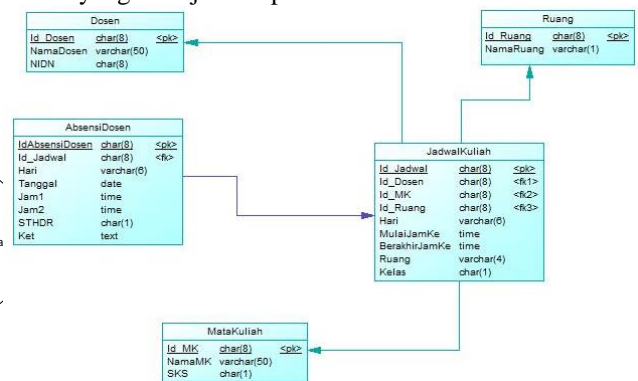 Dosen
Id_Dosen char(8) <pk>
NamaDosen varchar(50)
NIDN char(8)
Ruang
Id_Ruang char(8) <pk>
NamaRuang varchar(1)
AbsensiDosen
IdAbsensiDosen char(8) <pk>
Id_Jadwal char(8) <fk>
Hari varchar(6)
Tanggal date
Jam1 time
Jam2 time
STHDR char(1)
Ket text
a
JadwalKuliah
Id_Jadwal char(8) <pk>
Id_Dosen char(8) <fk1>
Id_MK char(8) <fk2>
Id_Ruang char(8) <fk3>
Hari varchar(6)
MulaiJamKe time
BerakhirJamKe time
Ruang varchar(4)
Kelas char(1)
MataKuliah
Id_MK char(8) <pk>
NamaMK varchar(50)
SKS char(1)